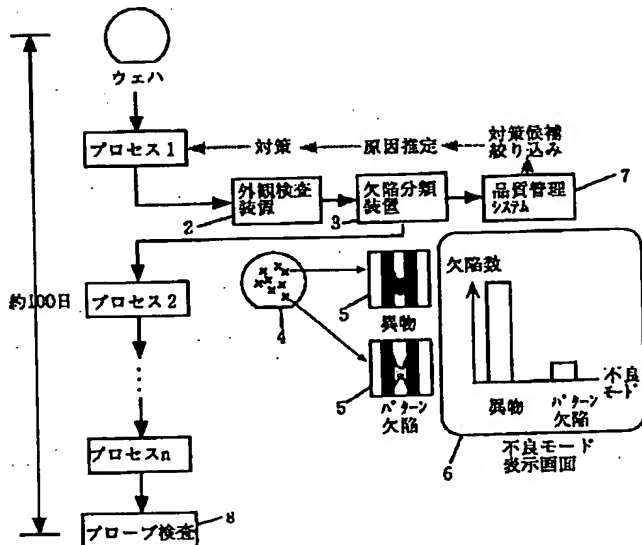 ウェハ
プロセス1
対策
原因推定
対策候補
絞り込み
外観検査
装置
2
欠陥分類
装置
3
品質管理
システム
7
約100日
プロセス2
4
5
異物
5
パターン
欠陥
欠陥数
不良
モード
異物
パターン
欠陥
6
不良モード
表示画面
プロセスn
プローブ検査
8